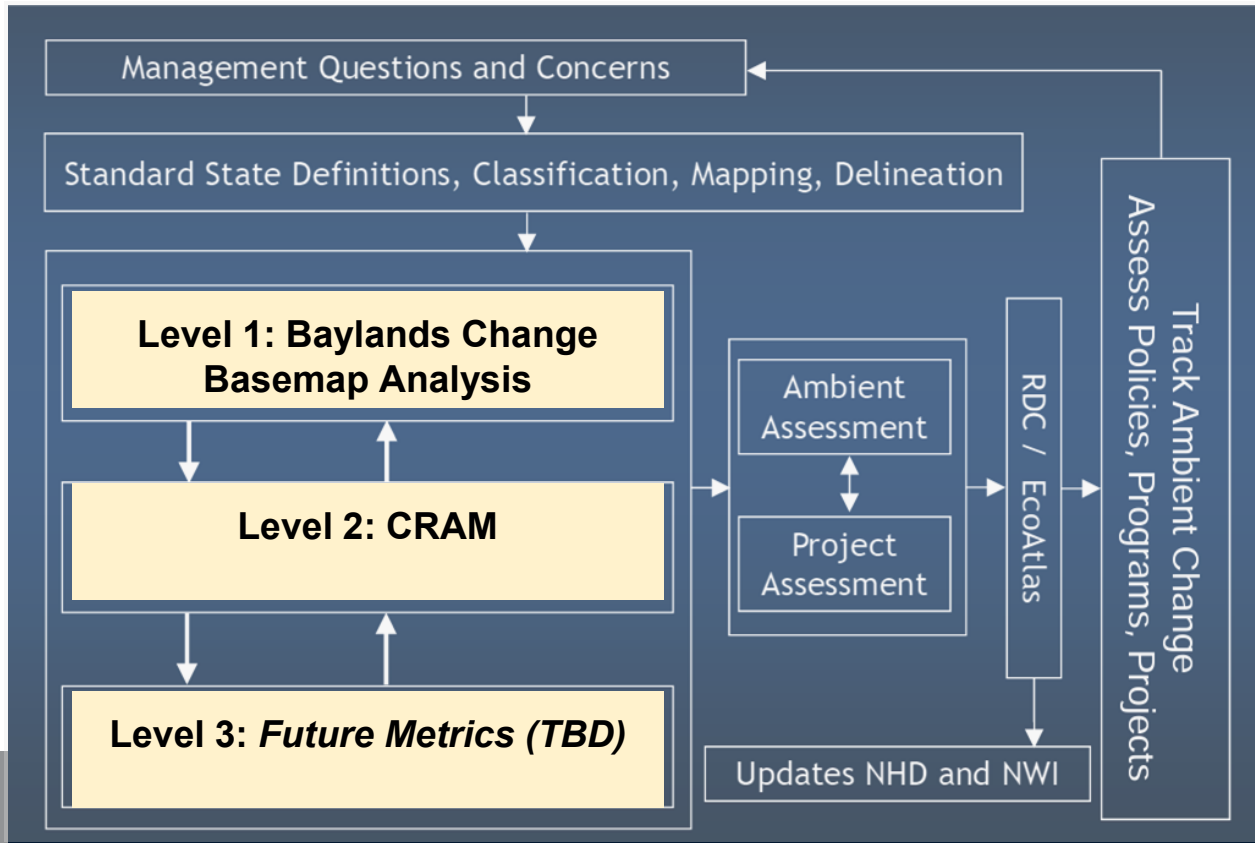 Management Questions and Concerns
Standard State Definitions, Classification, Mapping, Delineation
Level 1: Baylands Change
Basemap Analysis
Level 2: CRAM
Level 3: Future Metrics (TBD)
Ambient
Assessment
Project
Assessment
RDC / EcoAtlas
Updates NHD and NWI
Track Ambient Change
Assess Policies, Programs, Projects